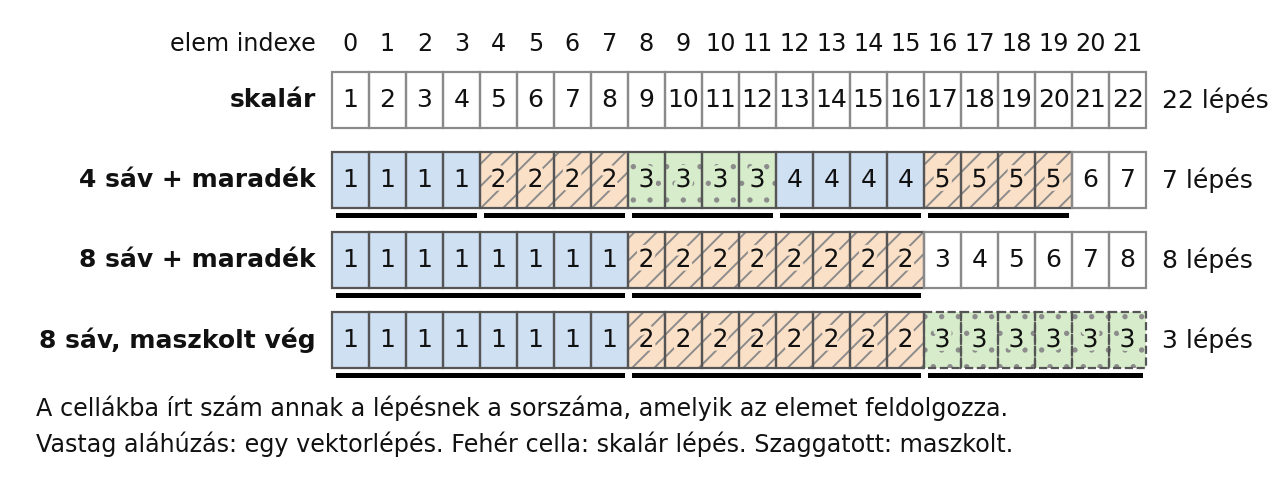 elem indexe 0 1 2 3 4 5 6 7 8 9 10 11 12 13 14 15 16 17 18 19 20 21
skalár 1 2 3 4 5 6 7 8 9 10 11 12 13 14 15 16 17 18 19 20 21 22 22 lépés
4 sáv + maradék 1 1 1 1 2 2 2 2 3 3 3 3 4 4 4 4 5 5 5 5 6 7 7 lépés
8 sáv + maradék 1 1 1 1 1 1 1 1 2 2 2 2 2 2 2 2 3 4 5 6 7 8 8 lépés
8 sáv, maszkolt vég 1 1 1 1 1 1 1 1 2 2 2 2 2 2 2 2 3 3 3 3 3 3 3 lépés
A cellákba írt szám annak a lépésnek a sorszáma, amelyik az elemet feldolgozza.
Vastag aláhúzás: egy vektorlépés. Fehér cella: skalár lépés. Szaggatott: maszkolt.